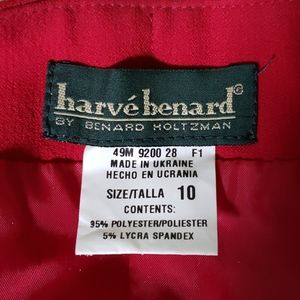 harvé benard®
BY BENARD HOLTZMAN
49M 9200 28 F1
MADE IN UKRAINE
HECHO EN UCRANIA
SIZE/TALLA 10
CONTENTS:
95% POLYESTER/POLIESTER
5% LYCRA SPANDEX